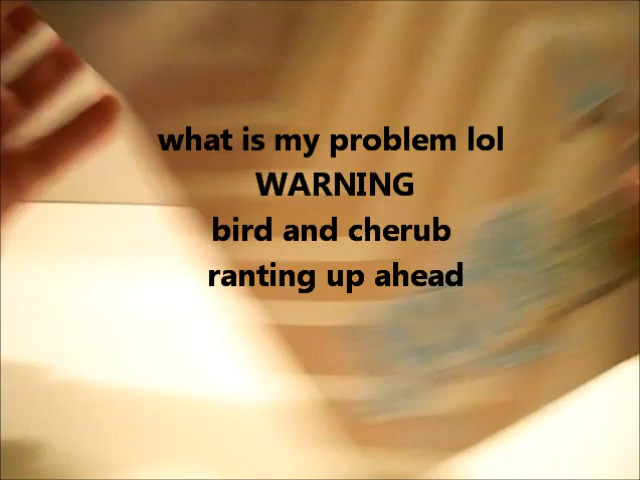 what is my problem lol
WARNING
bird and cherub
ranting up ahead